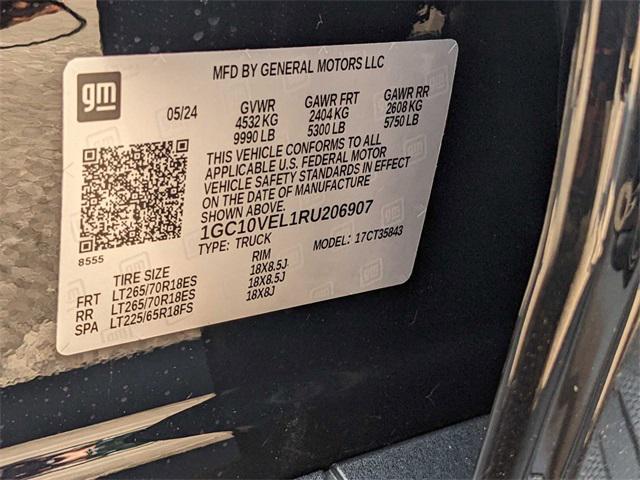 gm
MFD BY GENERAL MOTORS LLC
05/24 GVWR GAWR FRT GAWR RR
4532 KG 2404 KG 2608 KG
9990 LB 5300 LB 5750 LB
THIS VEHICLE CONFORMS TO ALL
APPLICABLE U.S. FEDERAL MOTOR
VEHICLE SAFETY STANDARDS IN EFFECT
ON THE DATE OF MANUFACTURE
SHOWN ABOVE.
1GC10VEL1RU206907
8555 TYPE: TRUCK MODEL: 17CT35843
TIRE SIZE RIM
FRT LT265/70R18ES 18X8.5J
RR LT265/70R18ES 18X8.5J
SPA LT225/65R18FS 18X8J